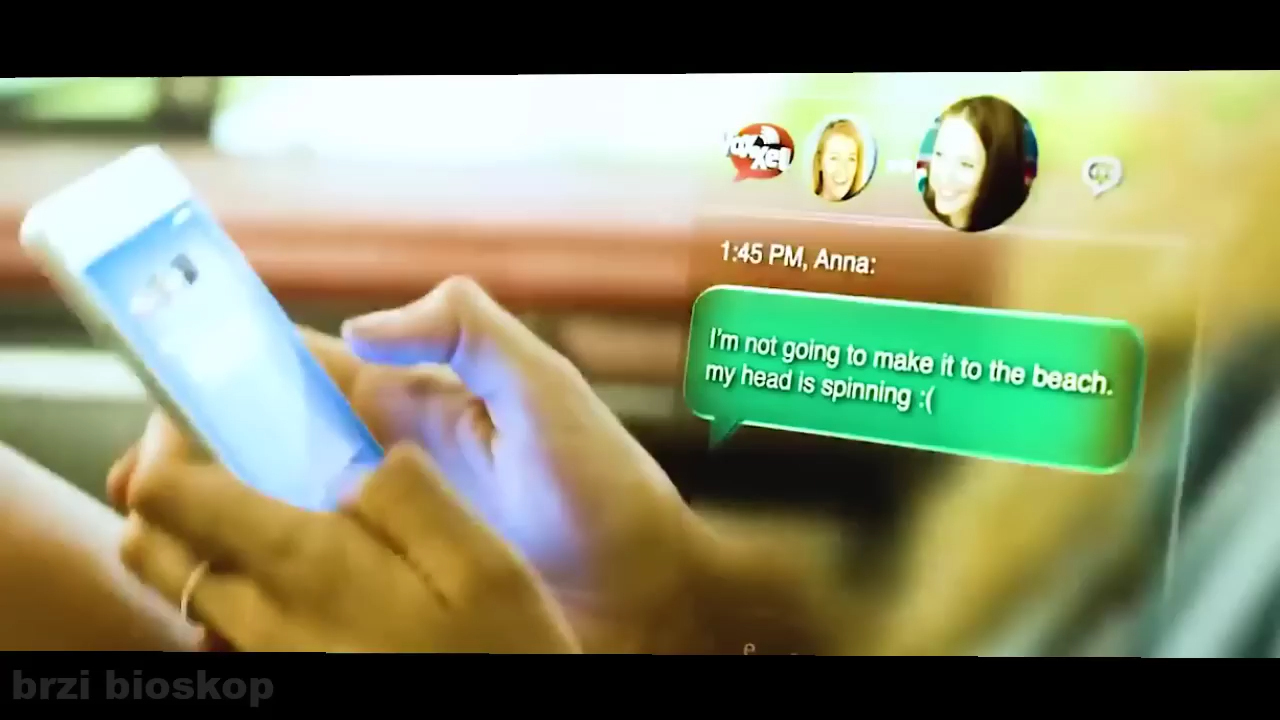 1:45 PM, Anna:
I'm not going to make it to the beach.
my head is spinning :(
brzi bioskop